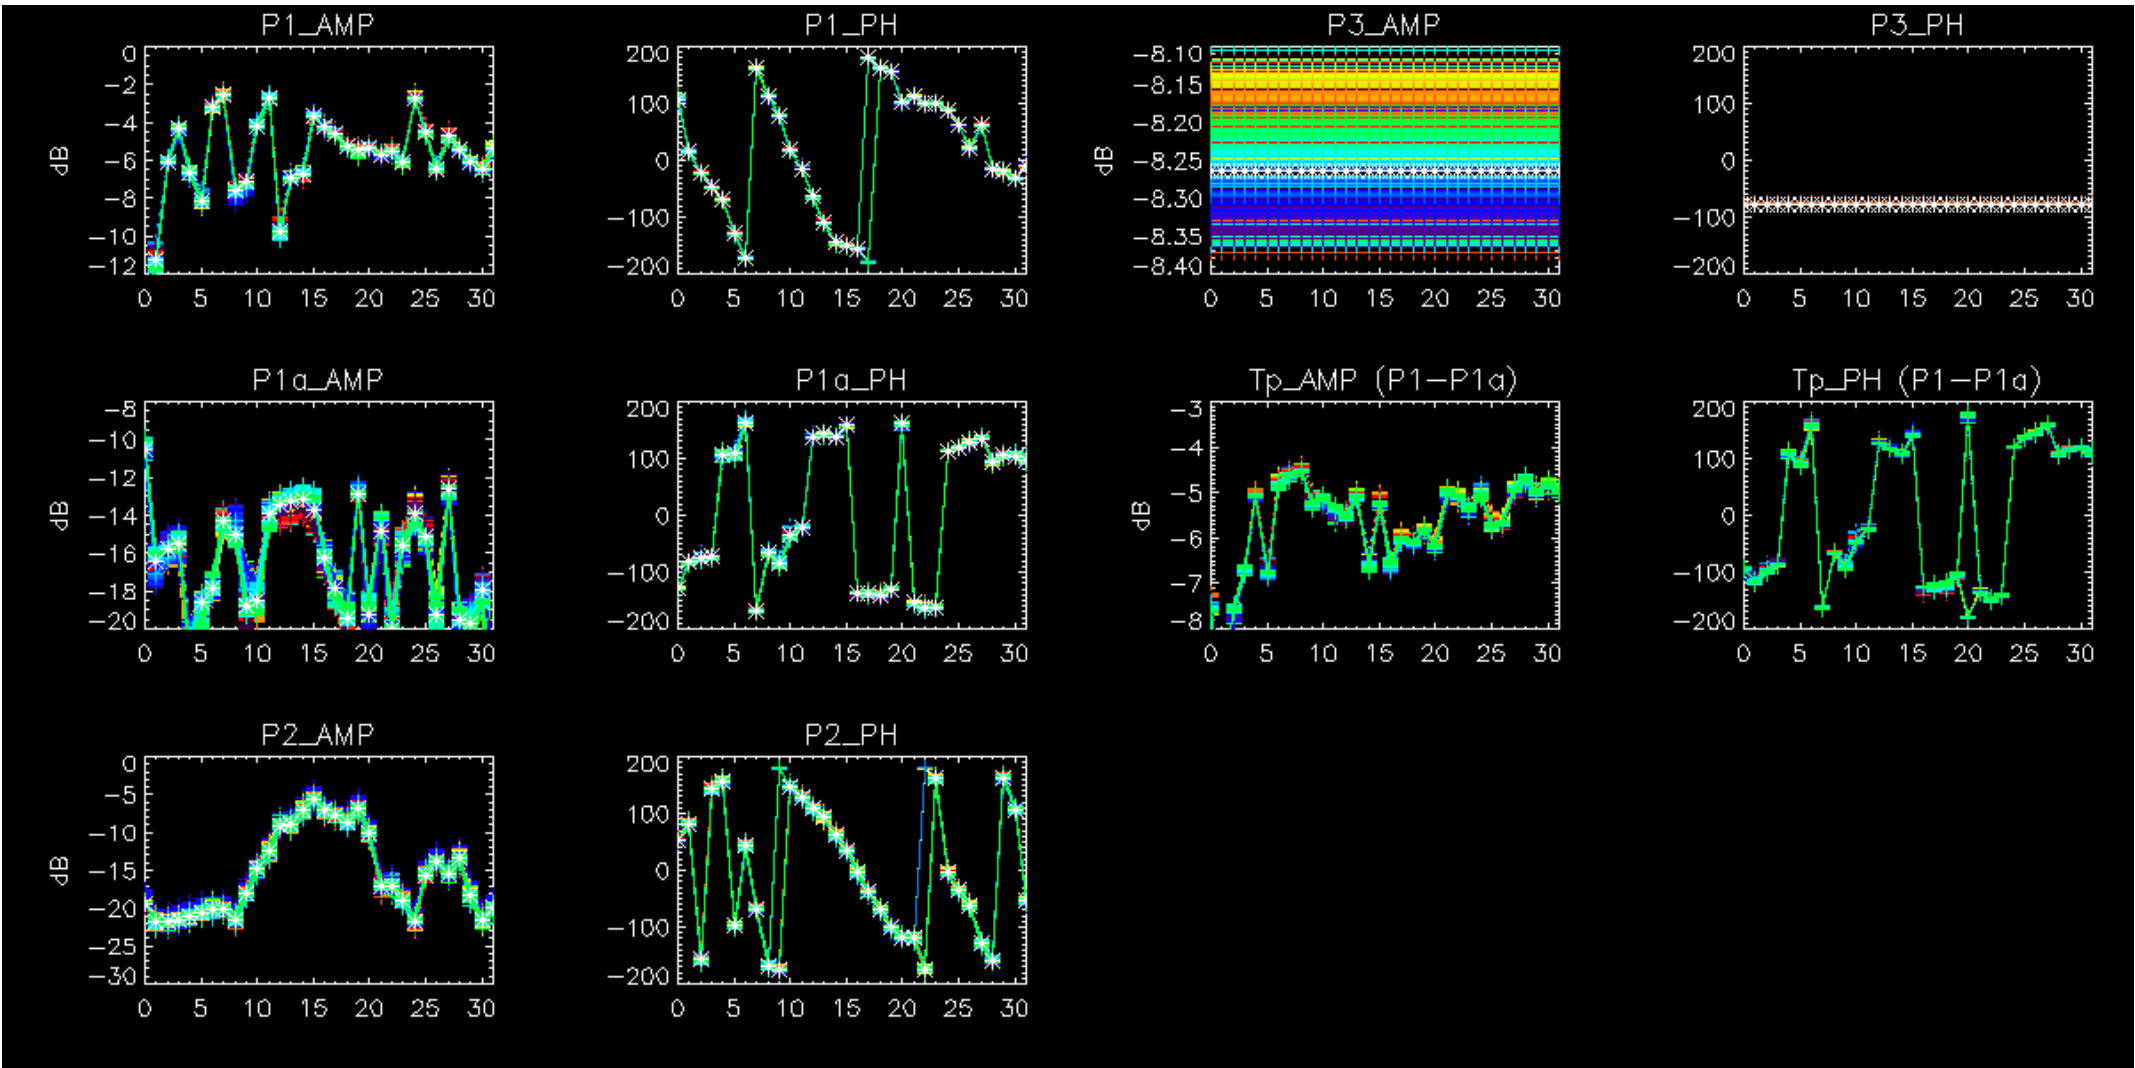 P1_AMP P1_PH P3_AMP P3_PH
0 200 −8.10 200
−2 100 −8.15 100
−4 0 −8.20 0
dB −6 −100 dB −8.25 −100
−8 −200 −8.30 −200
−10 −8.35
−12 −8.40
0 5 10 15 20 25 30 0 5 10 15 20 25 30 0 5 10 15 20 25 30 0 5 10 15 20 25 30
P1a_AMP P1a_PH Tp_AMP (P1−P1a) Tp_PH (P1−P1a)
−8 200 −3 200
−10 100 −4 100
−12 0 −5 0
dB −14 −100 dB −6 −100
−16 −200 −7 −200
−18 −8
−20
0 5 10 15 20 25 30 0 5 10 15 20 25 30 0 5 10 15 20 25 30 0 5 10 15 20 25 30
P2_AMP P2_PH
0 200
−5 100
−10 0
dB −15 −100
−20 −200
−25
−30
0 5 10 15 20 25 30 0 5 10 15 20 25 30